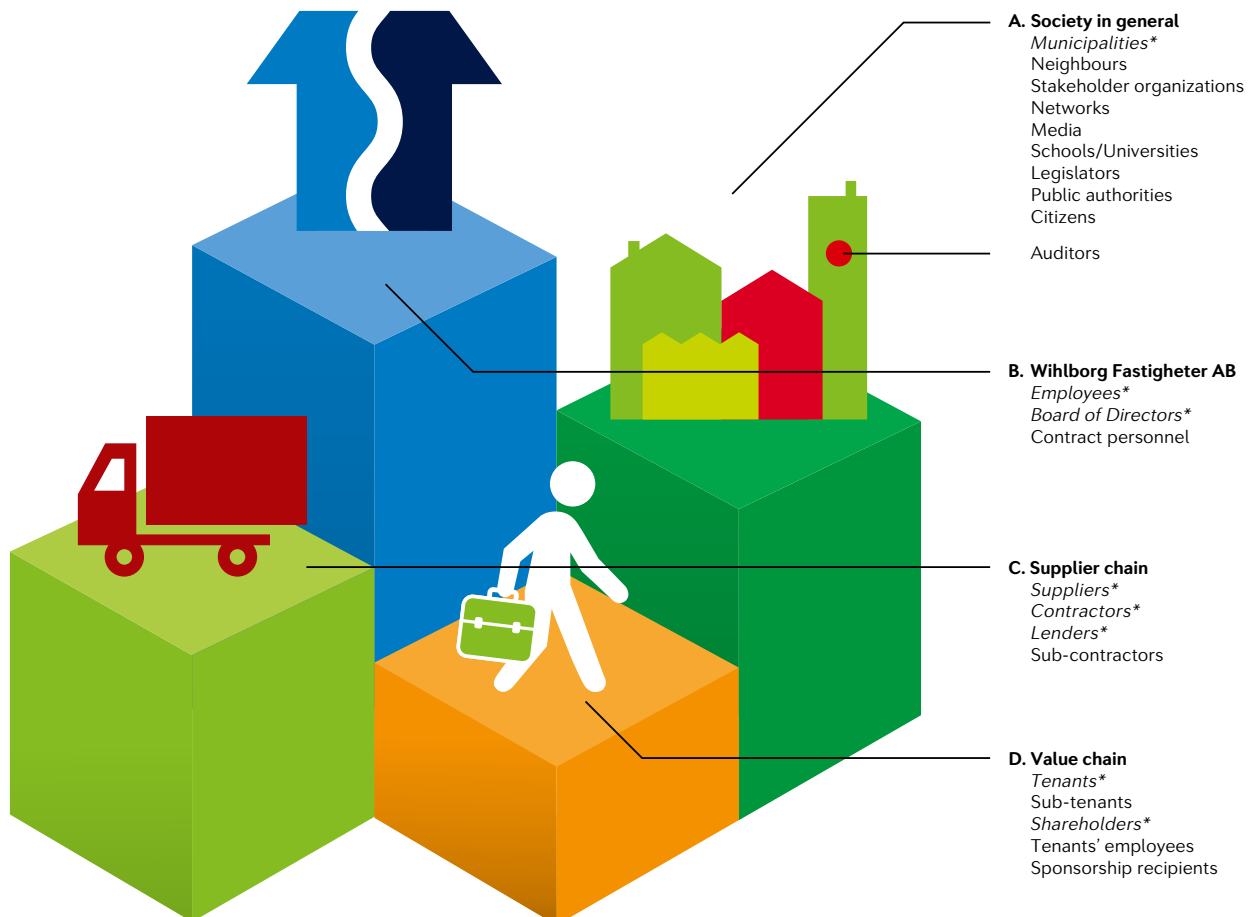 A. Society in general
Municipalities*
Neighbours
Stakeholder organizations
Networks
Media
Schools/Universities
Legislators
Public authorities
Citizens
Auditors
B. Wihlborg Fastigheter AB
Employees*
Board of Directors*
Contract personnel
C. Supplier chain
Suppliers*
Contractors*
Lenders*
Sub-contractors
D. Value chain
Tenants*
Sub-tenants
Shareholders*
Tenants’ employees
Sponsorship recipients